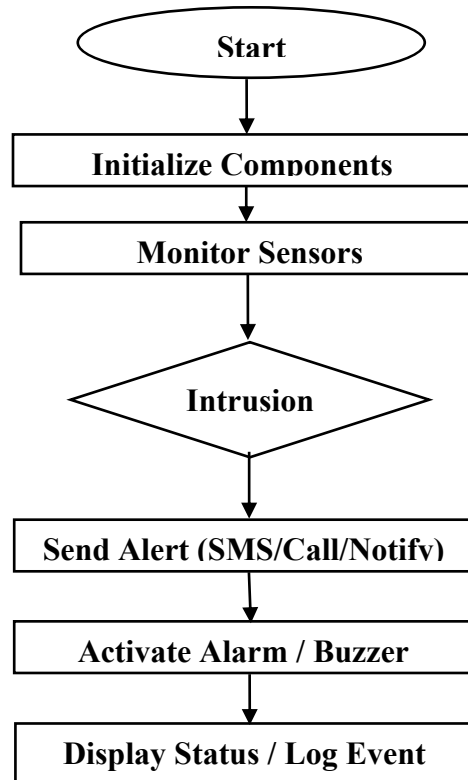 Start
Initialize Components
Monitor Sensors
Intrusion
Send Alert (SMS/Call/Notify)
Activate Alarm / Buzzer
Display Status / Log Event